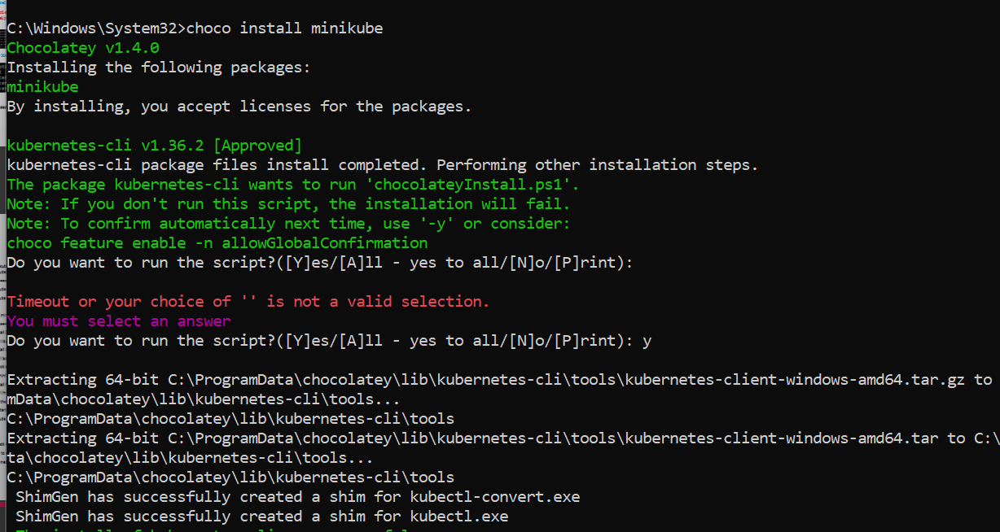 C:\Windows\System32>choco install minikube
Chocolatey v1.4.0
Installing the following packages:
minikube
By installing, you accept licenses for the packages.
kubernetes-cli v1.36.2 [Approved]
kubernetes-cli package files install completed. Performing other installation steps.
The package kubernetes-cli wants to run 'chocolateyInstall.ps1'.
Note: If you don't run this script, the installation will fail.
Note: To confirm automatically next time, use '-y' or consider:
choco feature enable -n allowGlobalConfirmation
Do you want to run the script?([Y]es/[A]ll - yes to all/[N]o/[P]rint):
Timeout or your choice of '' is not a valid selection.
You must select an answer
Do you want to run the script?([Y]es/[A]ll - yes to all/[N]o/[P]rint): y
Extracting 64-bit C:\ProgramData\chocolatey\lib\kubernetes-cli\tools\kubernetes-client-windows-amd64.tar.gz to
mData\chocolatey\lib\kubernetes-cli\tools...
C:\ProgramData\chocolatey\lib\kubernetes-cli\tools
Extracting 64-bit C:\ProgramData\chocolatey\lib\kubernetes-cli\tools\kubernetes-client-windows-amd64.tar to C:\
ta\chocolatey\lib\kubernetes-cli\tools...
C:\ProgramData\chocolatey\lib\kubernetes-cli\tools
ShimGen has successfully created a shim for kubectl-convert.exe
ShimGen has successfully created a shim for kubectl.exe